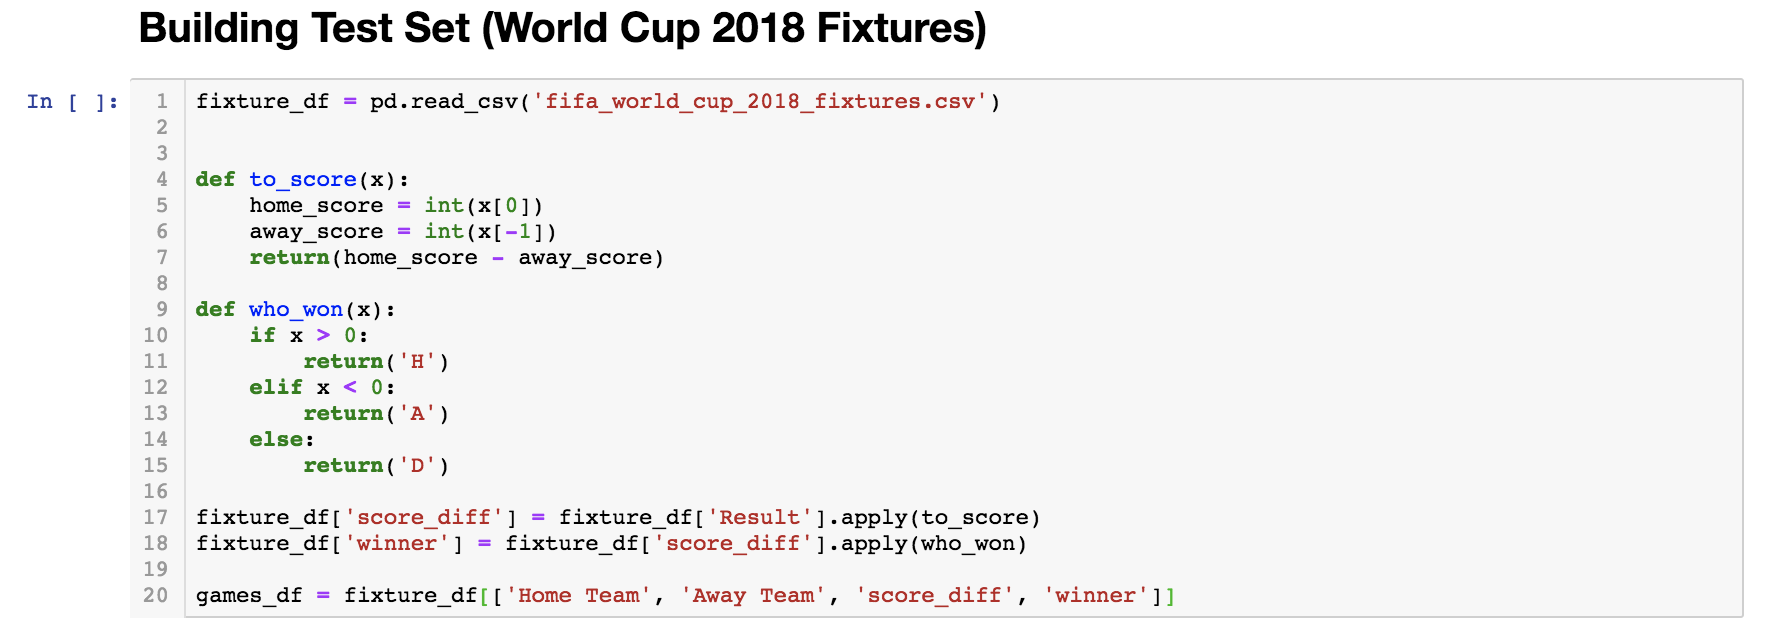 Building Test Set (World Cup 2018 Fixtures)
In [ ]:
1 fixture_df = pd.read_csv('fifa_world_cup_2018_fixtures.csv')
2
3
4 def to_score(x):
5     home_score = int(x[0])
6     away_score = int(x[-1])
7     return(home_score - away_score)
8
9 def who_won(x):
10     if x > 0:
11         return('H')
12     elif x < 0:
13         return('A')
14     else:
15         return('D')
16
17 fixture_df['score_diff'] = fixture_df['Result'].apply(to_score)
18 fixture_df['winner'] = fixture_df['score_diff'].apply(who_won)
19
20 games_df = fixture_df[['Home Team', 'Away Team', 'score_diff', 'winner']]